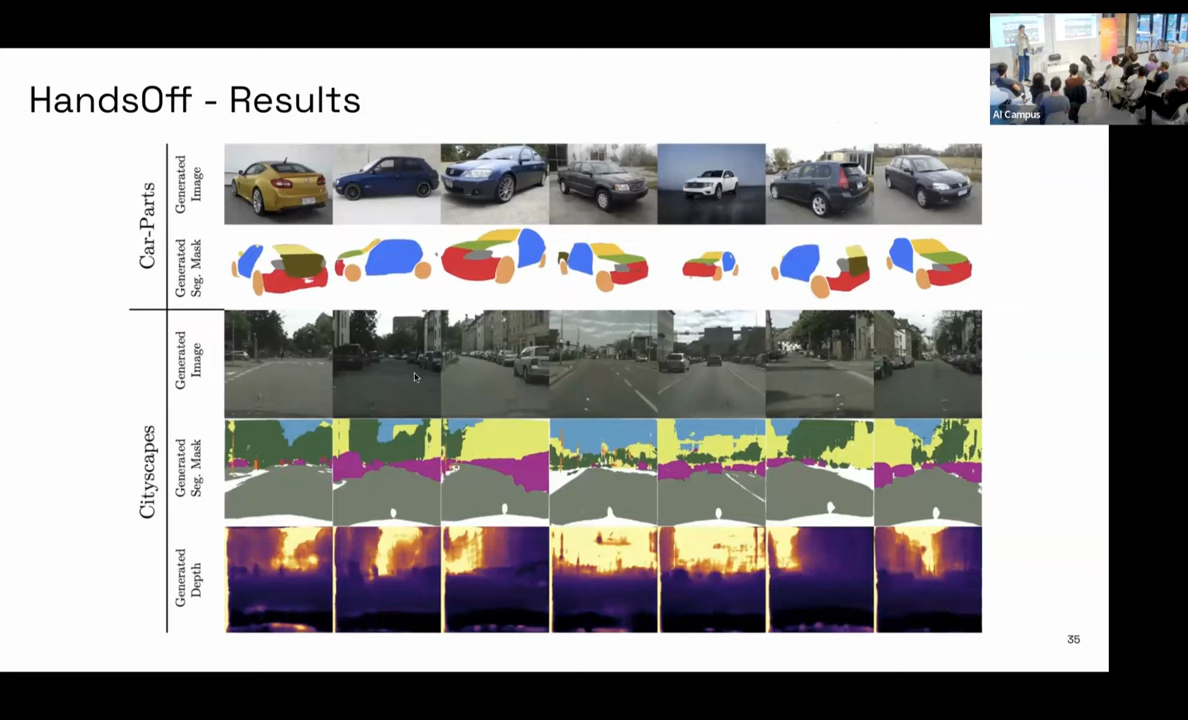 HandsOff - Results
AI Campus
Car-Parts
Generated
Image
Generated
Seg. Mask
Cityscapes
Generated
Image
Generated
Seg. Mask
Generated
Depth
35